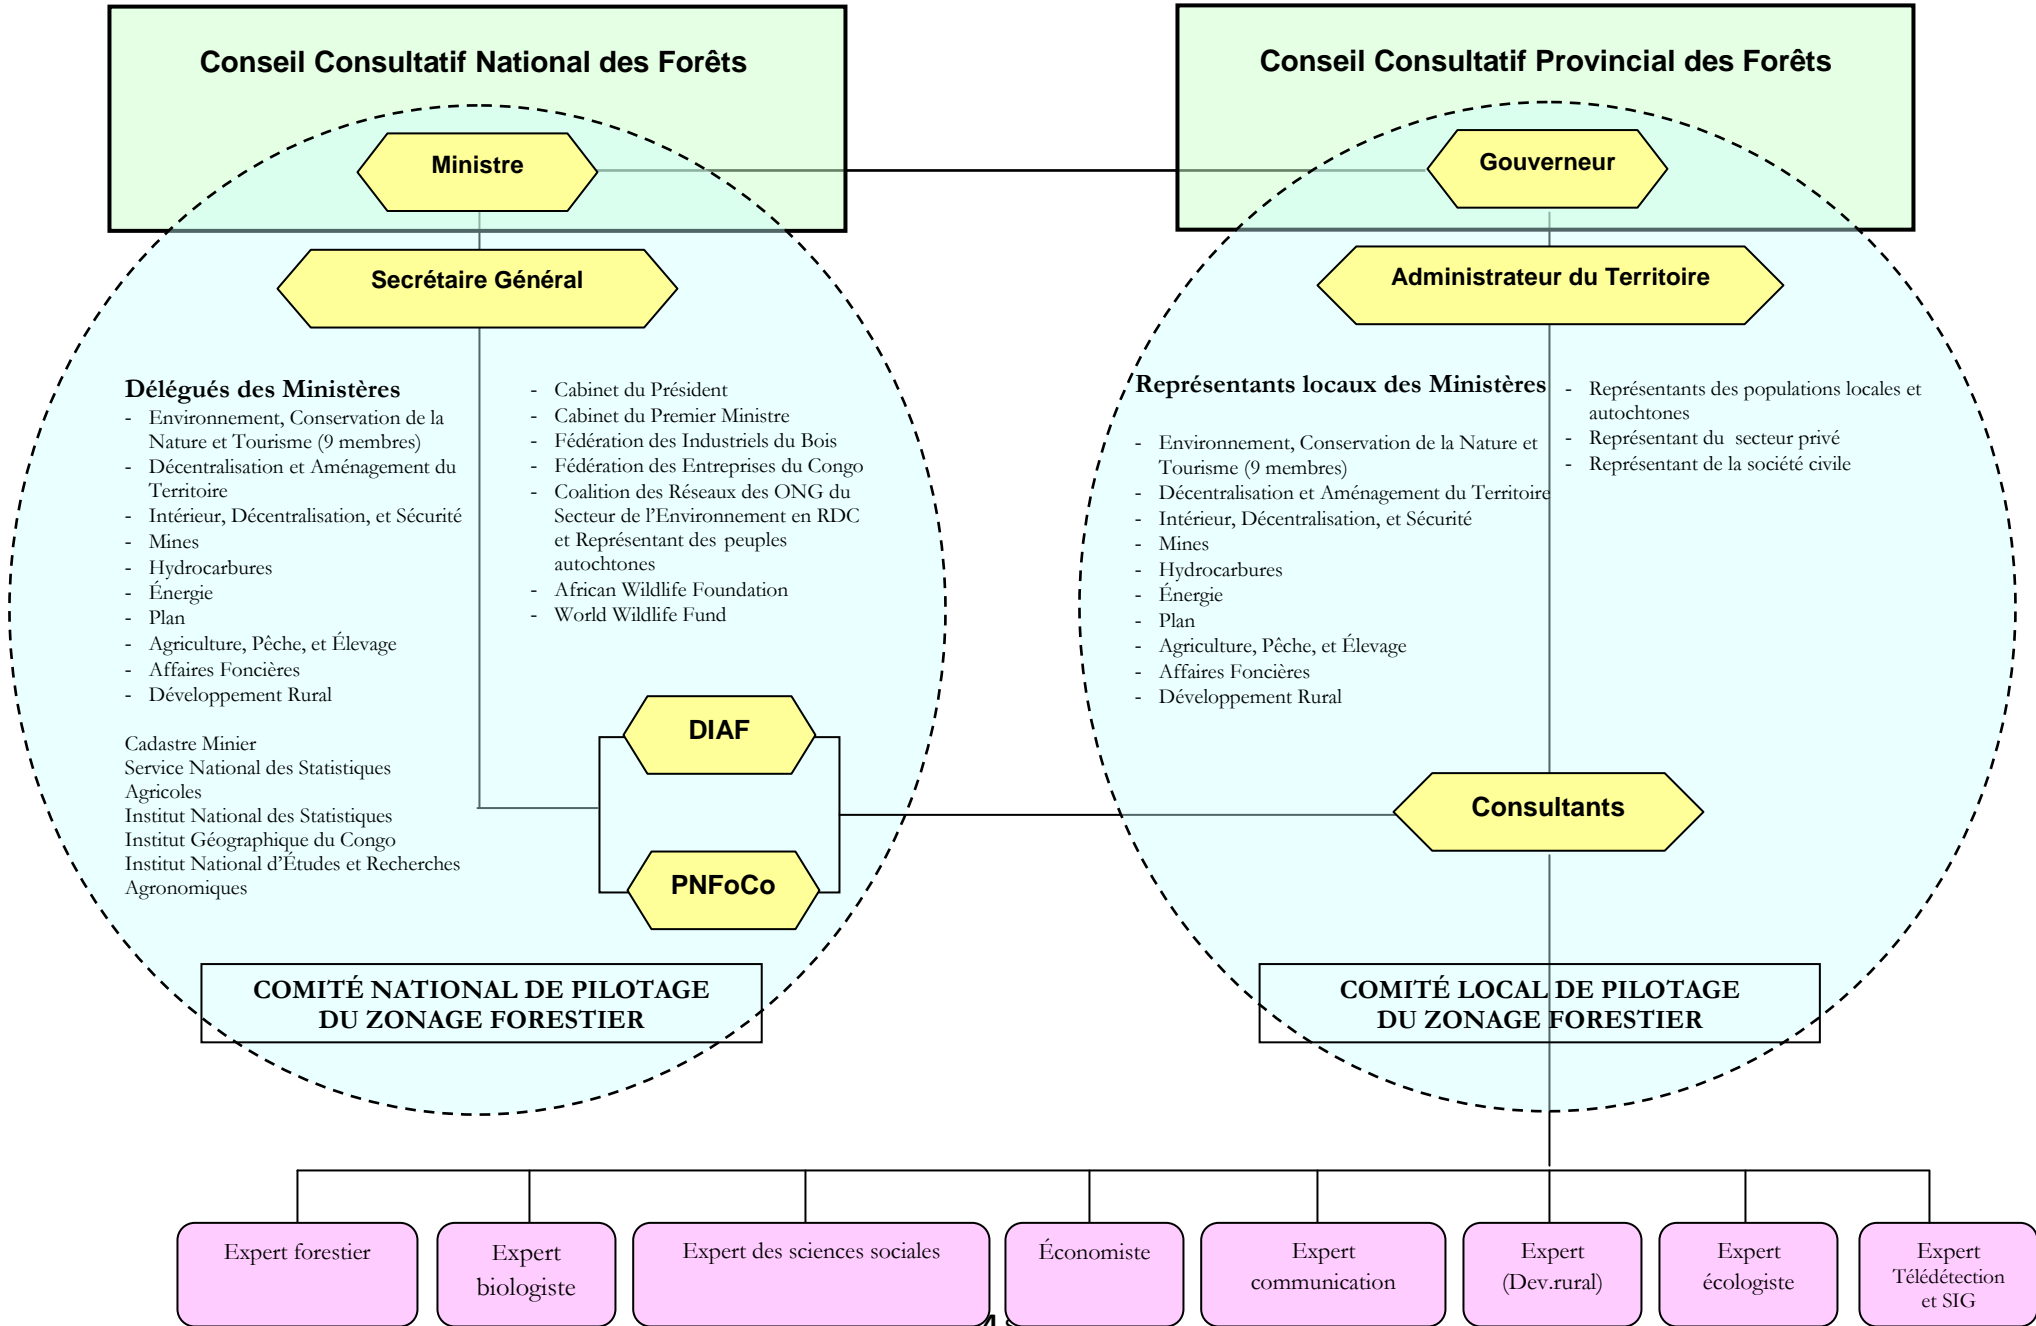 Conseil Consultatif National des Forêts
Ministre
Secrétaire Général
Délégués des Ministères
- Environnement, Conservation de la
Nature et Tourisme (9 membres)
- Décentralisation et Aménagement du
Territoire
- Intérieur, Décentralisation, et Sécurité
- Mines
- Hydrocarbures
- Énergie
- Plan
- Agriculture, Pêche, et Élevage
- Affaires Foncières
- Développement Rural
Cadastre Minier
Service National des Statistiques
Agricoles
Institut National des Statistiques
Institut Géographique du Congo
Institut National d'Études et Recherches
Agronomiques
- Cabinet du Président
- Cabinet du Premier Ministre
- Fédération des Industriels du Bois
- Fédération des Entreprises du Congo
- Coalition des Réseaux des ONG du
Secteur de l'Environnement en RDC
et Représentant des peuples
autochtones
- African Wildlife Foundation
- World Wildlife Fund
DIAF
PNFoCo
COMITÉ NATIONAL DE PILOTAGE
DU ZONAGE FORESTIER
Conseil Consultatif Provincial des Forêts
Gouverneur
Administrateur du Territoire
Représentants locaux des Ministères
- Environnement, Conservation de la Nature et
Tourisme (9 membres)
- Décentralisation et Aménagement du Territoire
- Intérieur, Décentralisation, et Sécurité
- Mines
- Hydrocarbures
- Énergie
- Plan
- Agriculture, Pêche, et Élevage
- Affaires Foncières
- Développement Rural
- Représentants des populations locales et
autochtones
- Représentant du secteur privé
- Représentant de la société civile
Consultants
COMITÉ LOCAL DE PILOTAGE
DU ZONAGE FORESTIER
Expert forestier
Expert
biologiste
Expert des sciences sociales
Économiste
Expert
communication
Expert
(Dev.rural)
Expert
écologiste
Expert
Télédétection
et SIG